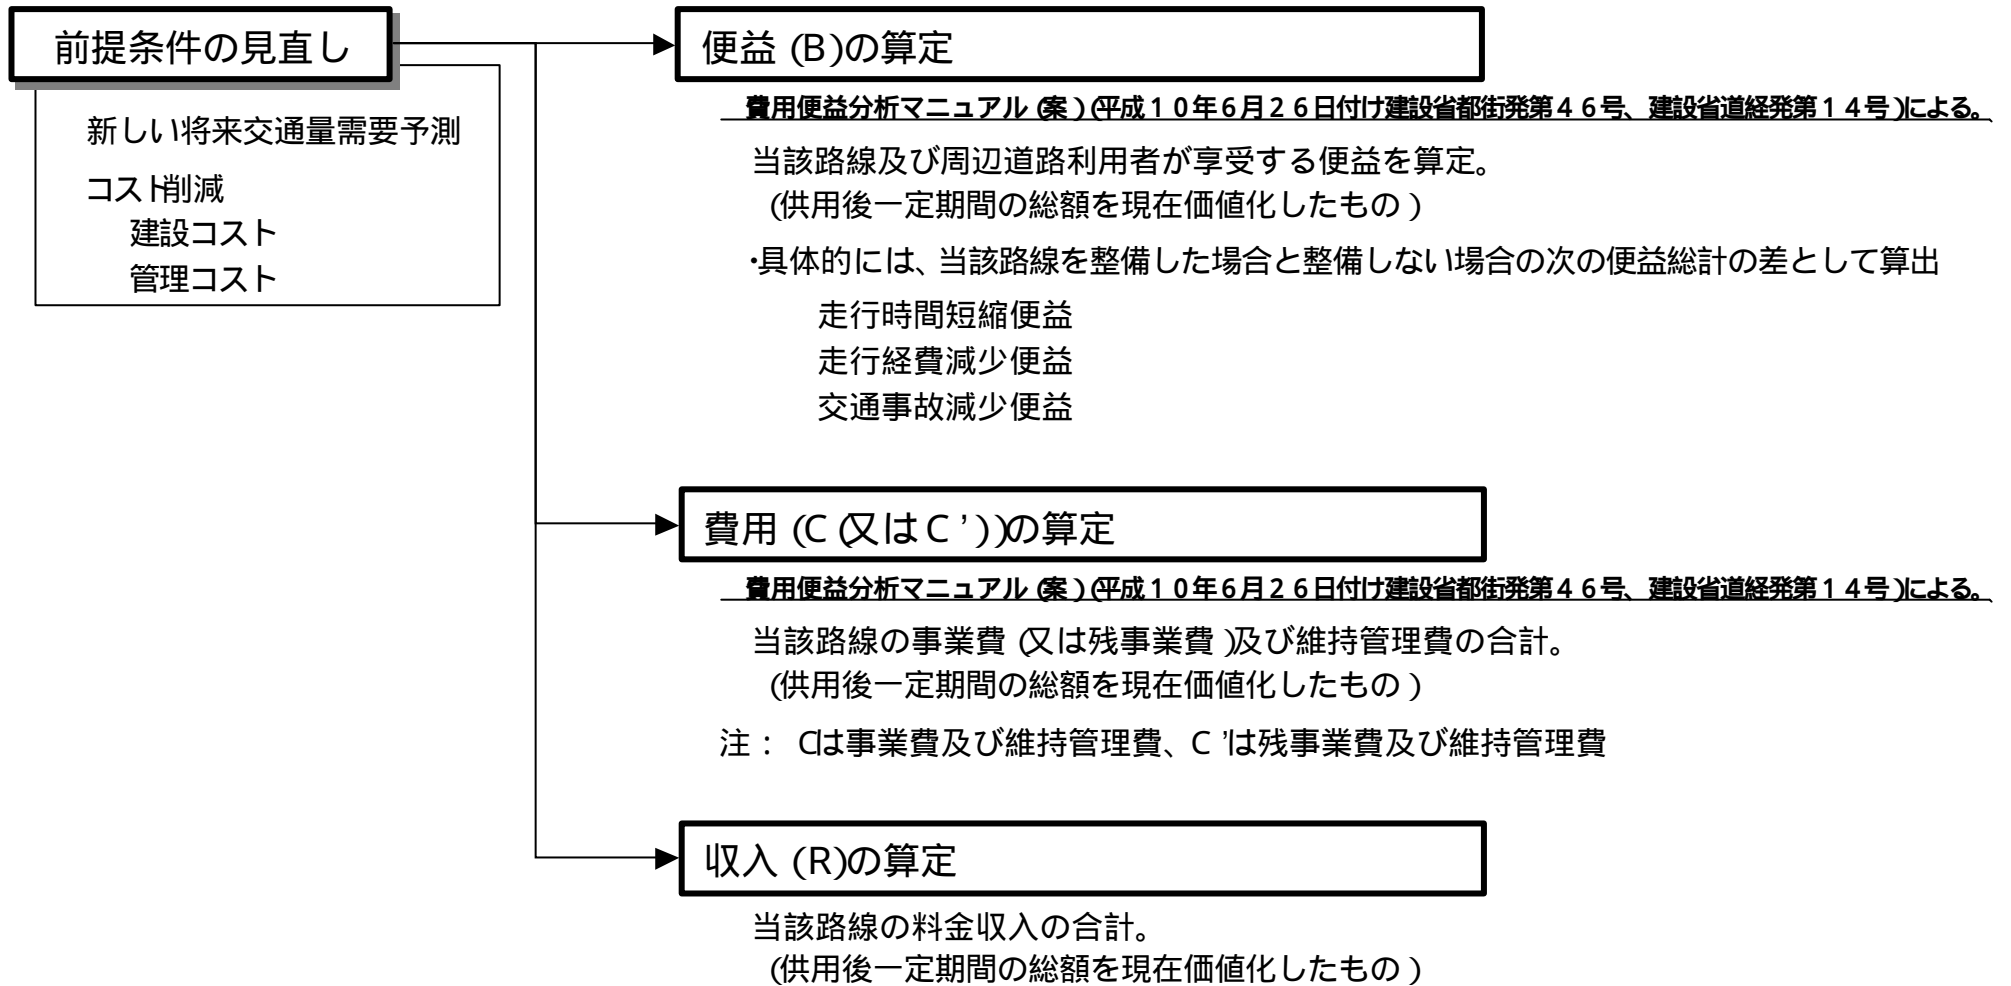 前提条件の見直し
新しい将来交通量需要予測
コスト削減
建設コスト
管理コスト
便益 (B)の算定
費用便益分析マニュアル (案)(平成10年6月26日付け建設省都街発第46号、建設省道経発第14号)による。
当該路線及び周辺道路利用者が享受する便益を算定。
(供用後一定期間の総額を現在価値化したもの)
・具体的には、当該路線を整備した場合と整備しない場合の次の便益総計の差として算出
走行時間短縮便益
走行経費減少便益
交通事故減少便益
費用 (C(又はC'))の算定
費用便益分析マニュアル (案)(平成10年6月26日付け建設省都街発第46号、建設省道経発第14号)による。
当該路線の事業費(又は残事業費)及び維持管理費の合計。
(供用後一定期間の総額を現在価値化したもの)
注: Cは事業費及び維持管理費、C'は残事業費及び維持管理費
収入 (R)の算定
当該路線の料金収入の合計。
(供用後一定期間の総額を現在価値化したもの)